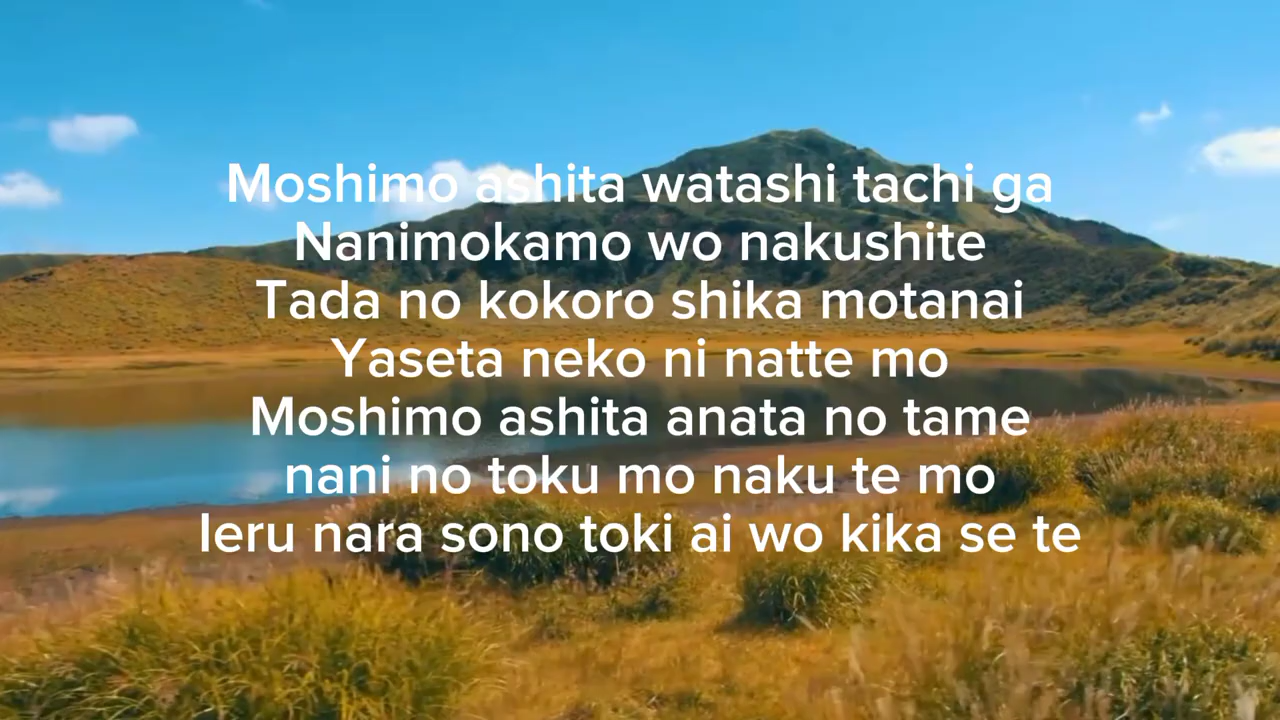 Moshimo ashita watashi tachi ga
Nanimokamo wo nakushite
Tada no kokoro shika motanai
Yaseta neko ni natte mo
Moshimo ashita anata no tame
nani no toku mo naku te mo
Ieru nara sono toki ai wo kika se te